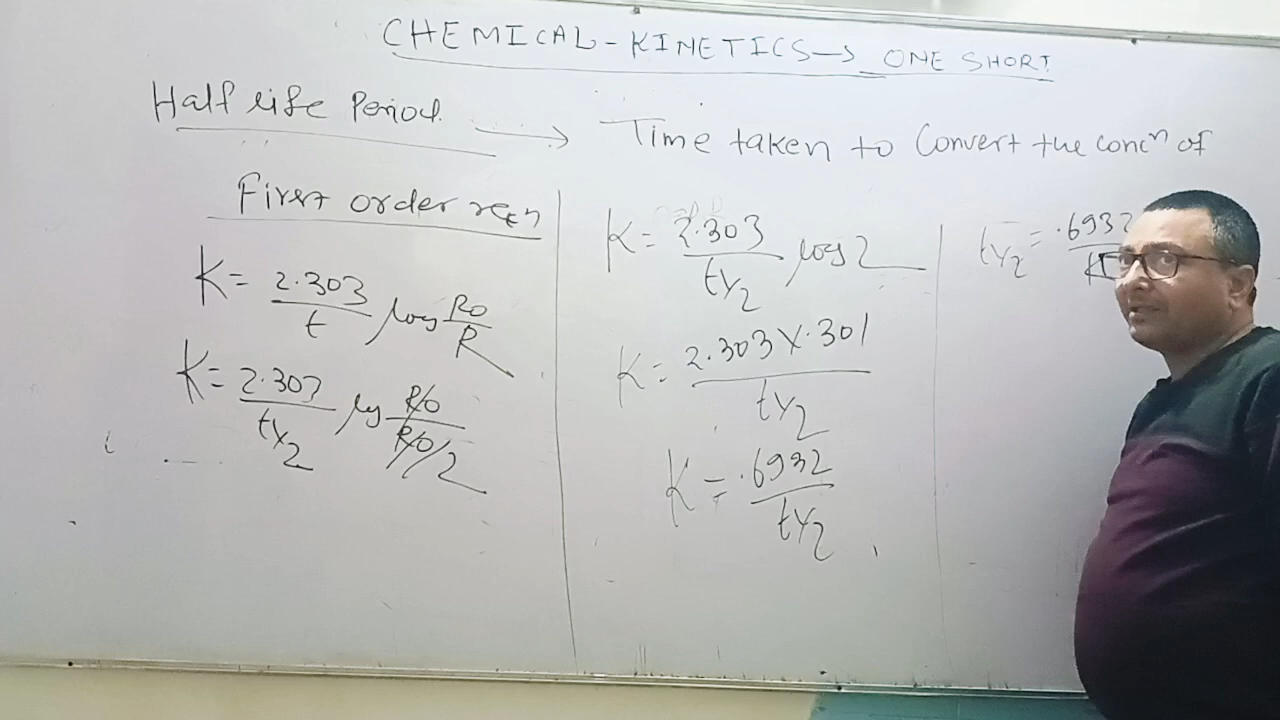 CHEMICAL-KINETICS→ ONE SHORT
Half life Period. → Time taken to Convert the concⁿ of
First order rexn
K = 2.303/t log R0/R
K = 2.303/t1/2 log R0/R0/2
K = 2.303/t1/2 log 2
K = 2.303 X .301/t1/2
K = .6932/t1/2
t1/2 = .6932/K